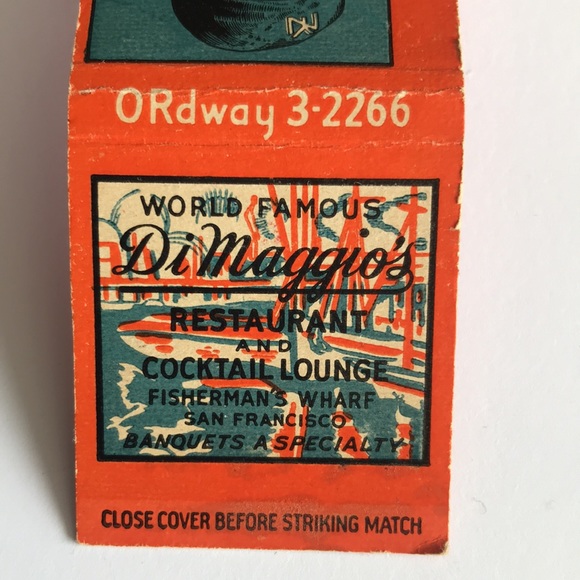 ORdway 3-2266
WORLD FAMOUS
DiMaggio's
RESTAURANT
AND
COCKTAIL LOUNGE
FISHERMAN'S WHARF
SAN FRANCISCO
BANQUETS A SPECIALTY
CLOSE COVER BEFORE STRIKING MATCH